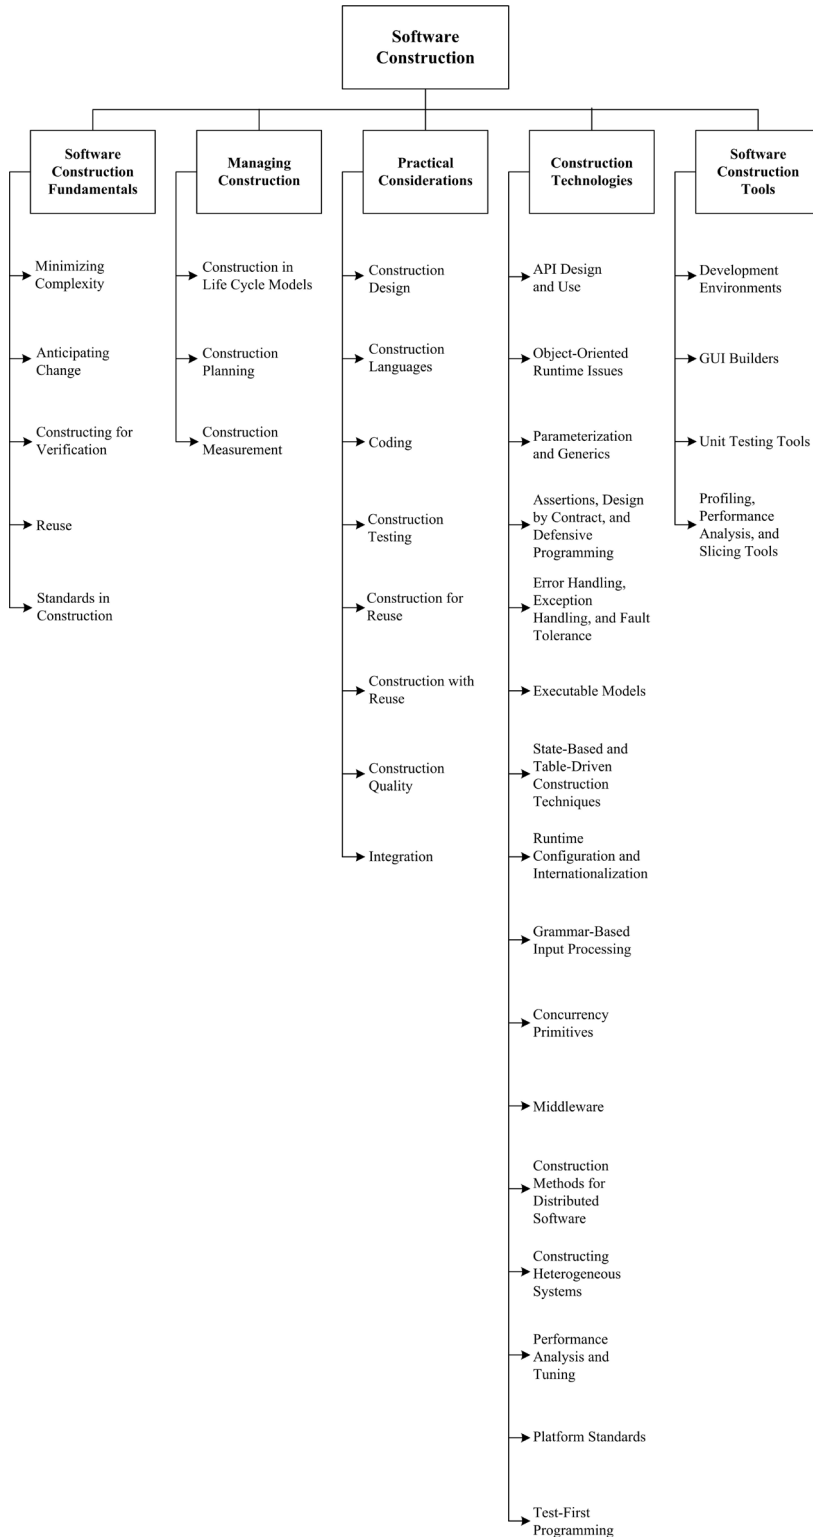 Software
Construction
Software
Construction
Fundamentals
Minimizing
Complexity
Anticipating
Change
Constructing for
Verification
Reuse
Standards in
Construction
Managing
Construction
Construction in
Life Cycle Models
Construction
Planning
Construction
Measurement
Practical
Considerations
Construction
Design
Construction
Languages
Coding
Construction
Testing
Construction for
Reuse
Construction with
Reuse
Construction
Quality
Integration
Construction
Technologies
API Design
and Use
Object-Oriented
Runtime Issues
Parameterization
and Generics
Assertions, Design
by Contract, and
Defensive
Programming
Error Handling,
Exception
Handling, and Fault
Tolerance
Executable Models
State-Based and
Table-Driven
Construction
Techniques
Runtime
Configuration and
Internationalization
Grammar-Based
Input Processing
Concurrency
Primitives
Middleware
Construction
Methods for
Distributed
Software
Constructing
Heterogeneous
Systems
Performance
Analysis and
Tuning
Platform Standards
Test-First
Programming
Software
Construction
Tools
Development
Environments
GUI Builders
Unit Testing Tools
Profiling,
Performance
Analysis, and
Slicing Tools